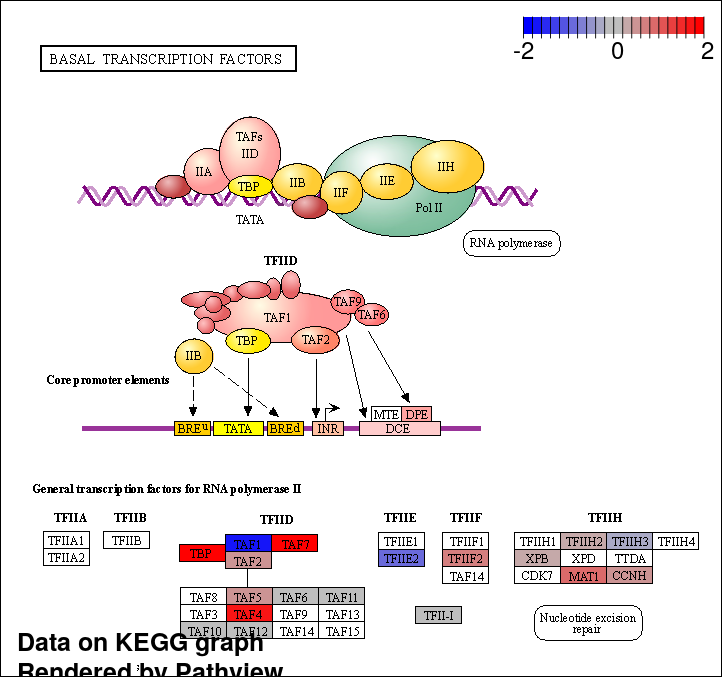 -2 0 2
BASAL TRANSCRIPTION FACTORS
TAFs
IID
IIA
TBP
IIB
IIF
IIE
IIH
Pol II
TATA
RNA polymerase
TFIID
TAF9
TAF6
TAF1
TBP
TAF2
IIB
Core promoter elements
MTE DPE
BREu TATA BREd INR DCE
General transcription factors for RNA polymerase II
TFIIA TFIIB TFIID TFIIE TFIIF TFIIH
TFIIA1 TFIIB TBP TAF1 TAF7 TFIIE1 TFIIF1 TFIIH1 TFIIH2 TFIIH3 TFIIH4
TFIIA2 TAF2 TFIIE2 TFIIF2 XPB XPD TTDA
TAF14 CDK7 MAT1 CCNH
TAF8 TAF5 TAF6 TAF11
TAF3 TAF4 TAF9 TAF13 TFII-I Nucleotide excision
repair
TAF10 TAF12 TAF14 TAF15
Data on KEGG graph
Rendered by Pathview